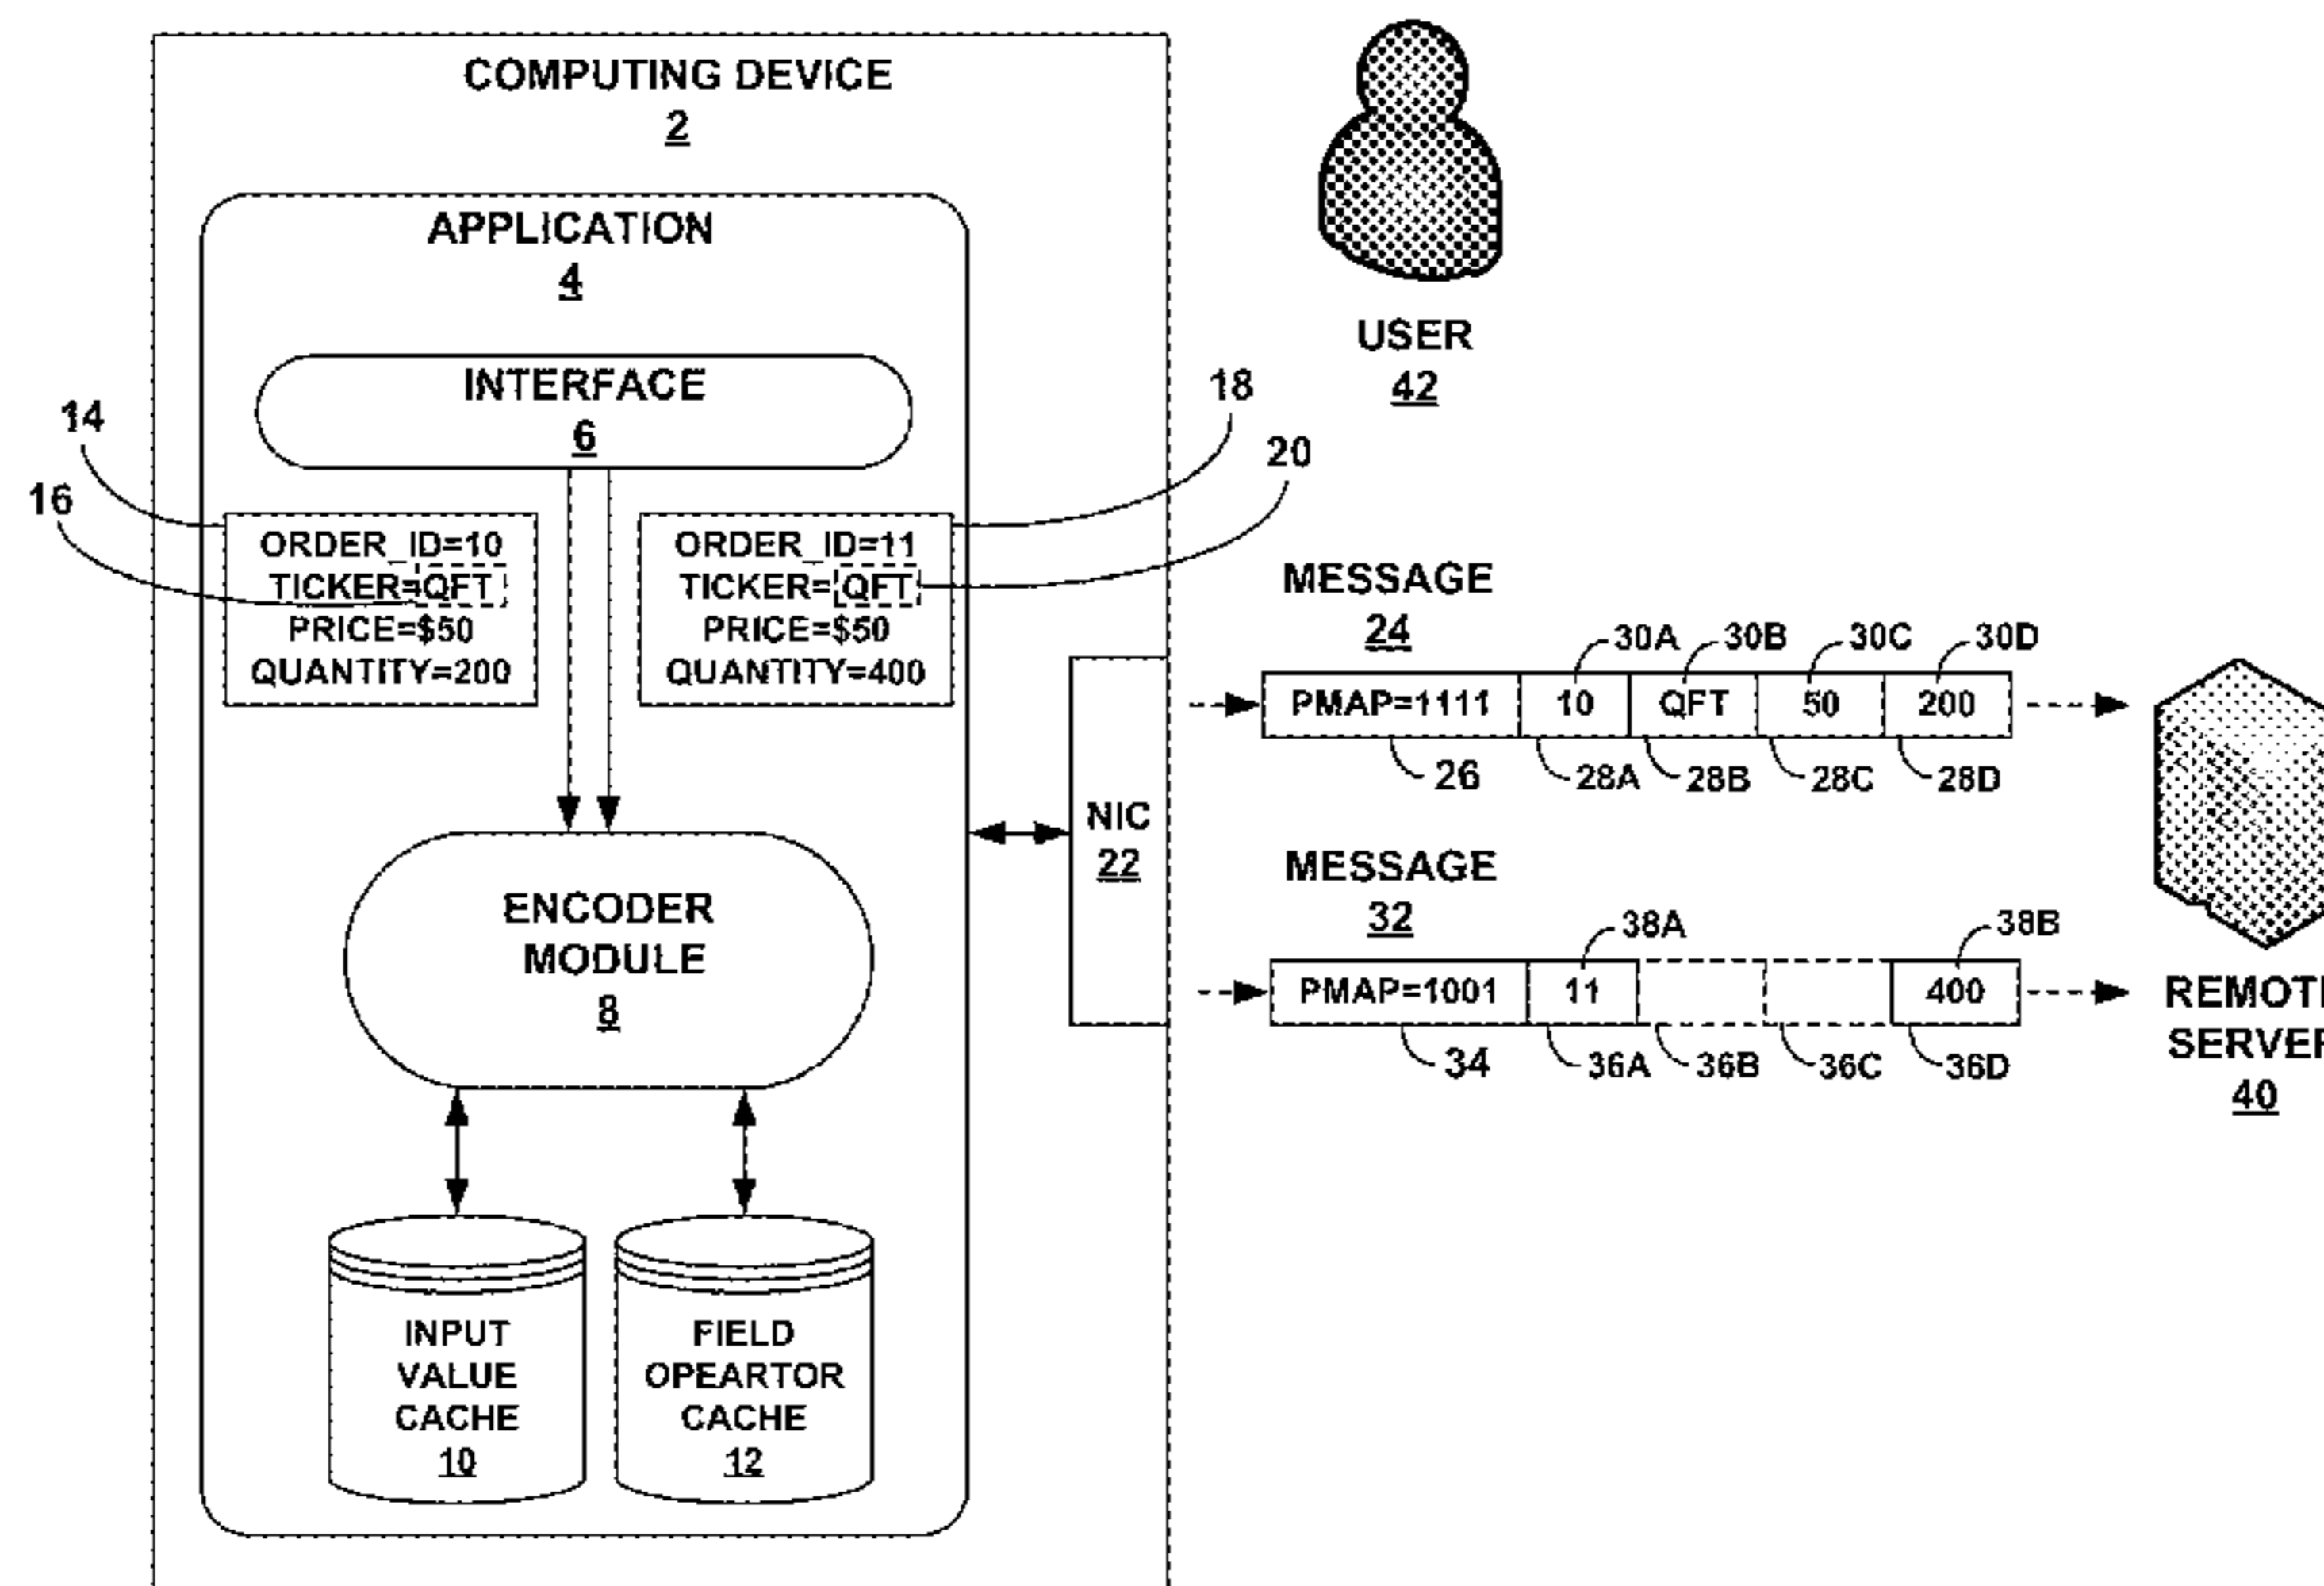 COMPUTING DEVICE
2
APPLICATION
4
INTERFACE
6
14
16
18
20
ORDER_ID=10
TICKER=QFT
PRICE=$50
QUANTITY=200
ORDER_ID=11
TICKER=QFT
PRICE=$50
QUANTITY=400
ENCODER
MODULE
8
INPUT
VALUE
CACHE
10
FIELD
OPEARTOR
CACHE
12
NIC
22
USER
42
MESSAGE
24
30A 30B 30C 30D
PMAP=1111 10 QFT 50 200
26 28A 28B 28C 28D
MESSAGE
32
38A 38B
PMAP=1001 11 400
34 36A 36B 36C 36D
REMOTE
SERVER
40